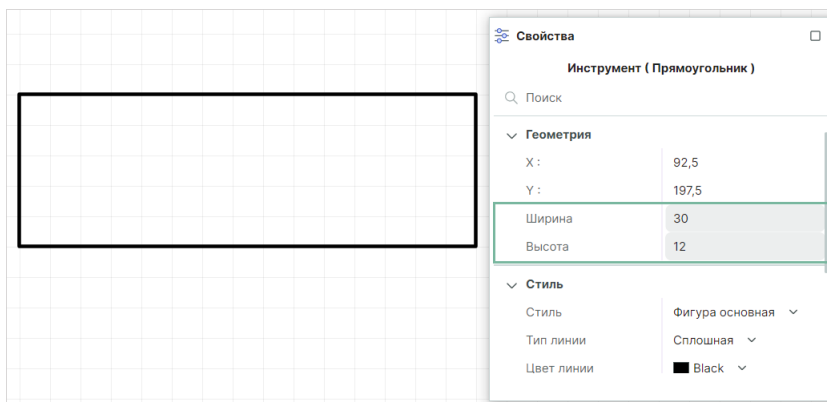 Свойства
Инструмент ( Прямоугольник )
Поиск
Геометрия
X : 92,5
Y : 197,5
Ширина 30
Высота 12
Стиль
Стиль Фигура основная
Тип линии Сплошная
Цвет линии Black